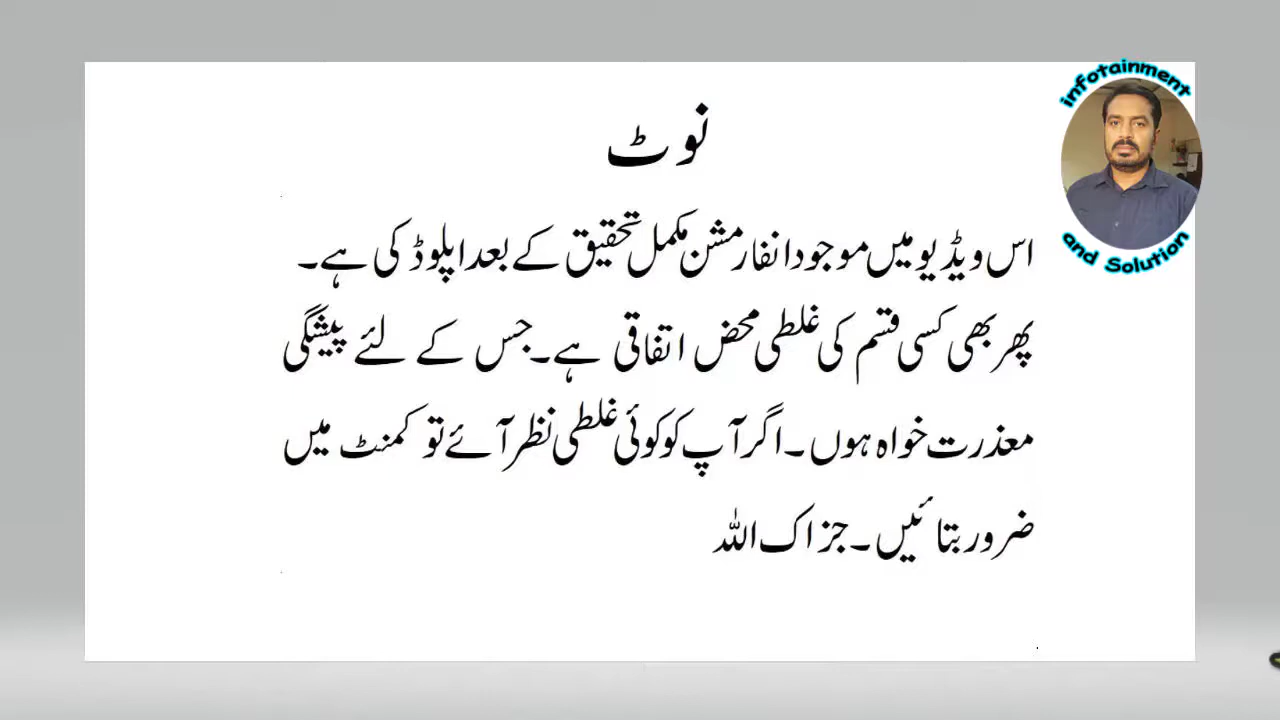 نوٹ
اس ویڈیو میں موجود انفارمشن مکمل تحقیق کے بعد اپلوڈ کی ہے۔
پھر بھی کسی قسم کی غلطی محض اتفاقی ہے۔ جس کے لئے پیشگی
معذرت خواہ ہوں۔ اگر آپ کو کوئی غلطی نظر آئے تو کمنٹ میں
ضرور بتائیں۔ جزاک اللہ
infotainment
and Solution